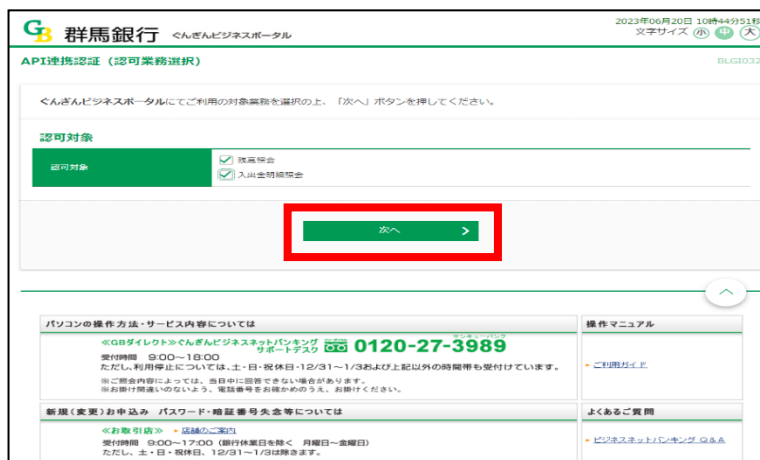 GB 群馬銀行 ぐんぎんビジネスポータル
2023年06月20日 10時44分51秒
文字サイズ 小 中 大
API連携認証（認可業務選択）
BLGI032
ぐんぎんビジネスポータルにてご利用の対象業務を選択の上、「次へ」ボタンを押してください。
認可対象
認可対象
残高照会
入出金明細照会
次へ
パソコンの操作方法・サービス内容については
≪GBダイレクト≫ぐんぎんビジネスネットバンキング
サポートデスク
サンキューバンク
0120-27-3989
受付時間　9:00～18:00
ただし、利用停止については、土・日・祝休日・12/31～1/3および上記以外の時間帯も受付けています。
※ご照会内容によっては、当日中に回答できない場合があります。
※お掛け間違いのないよう、電話番号をお確かめのうえ、お掛けください。
操作マニュアル
ご利用ガイド
新規(変更)お申込み　パスワード・暗証番号失念等については
≪お取引店≫ 店舗のご案内
受付時間　9:00～17:00（銀行休業日を除く　月曜日～金曜日）
ただし、土・日・祝休日、12/31～1/3は除きます。
よくあるご質問
ビジネスネットバンキング Q&A